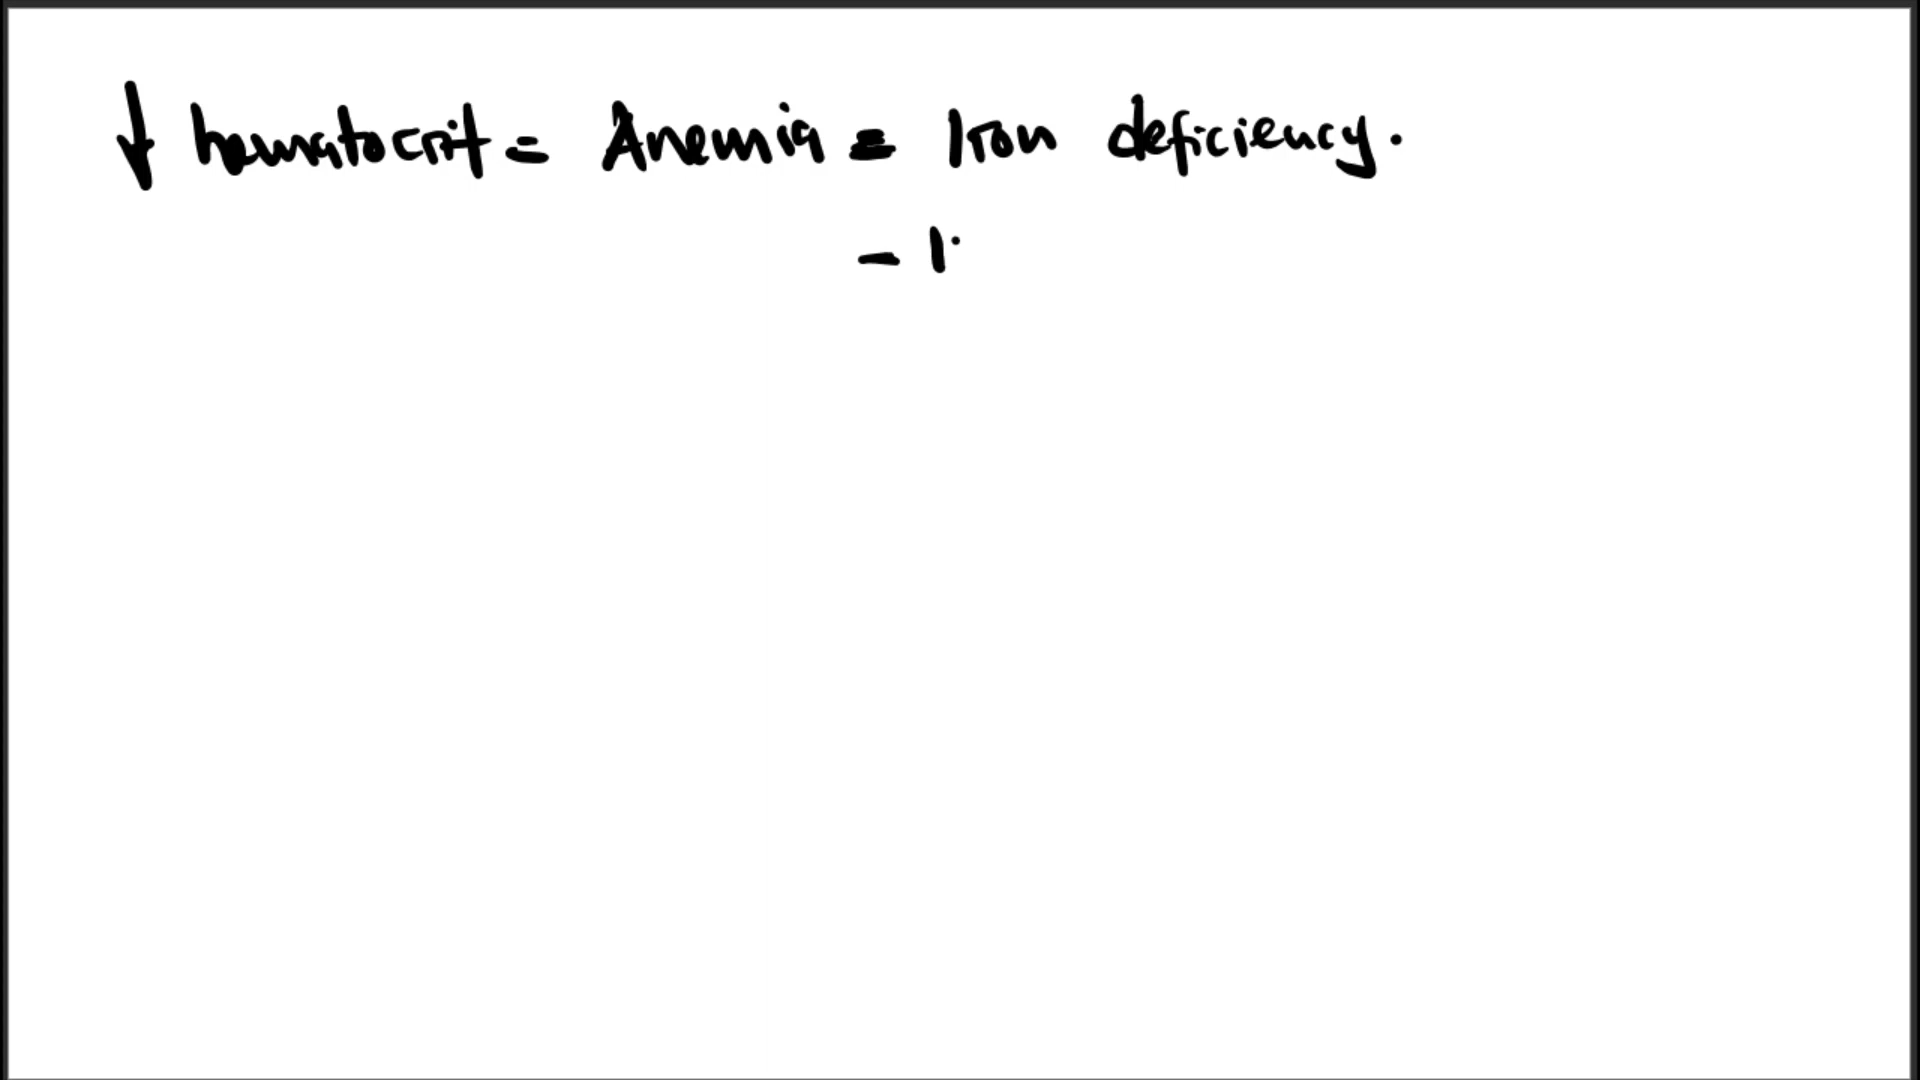 ↓ hematocrit = Anemia = Iron deficiency.
-